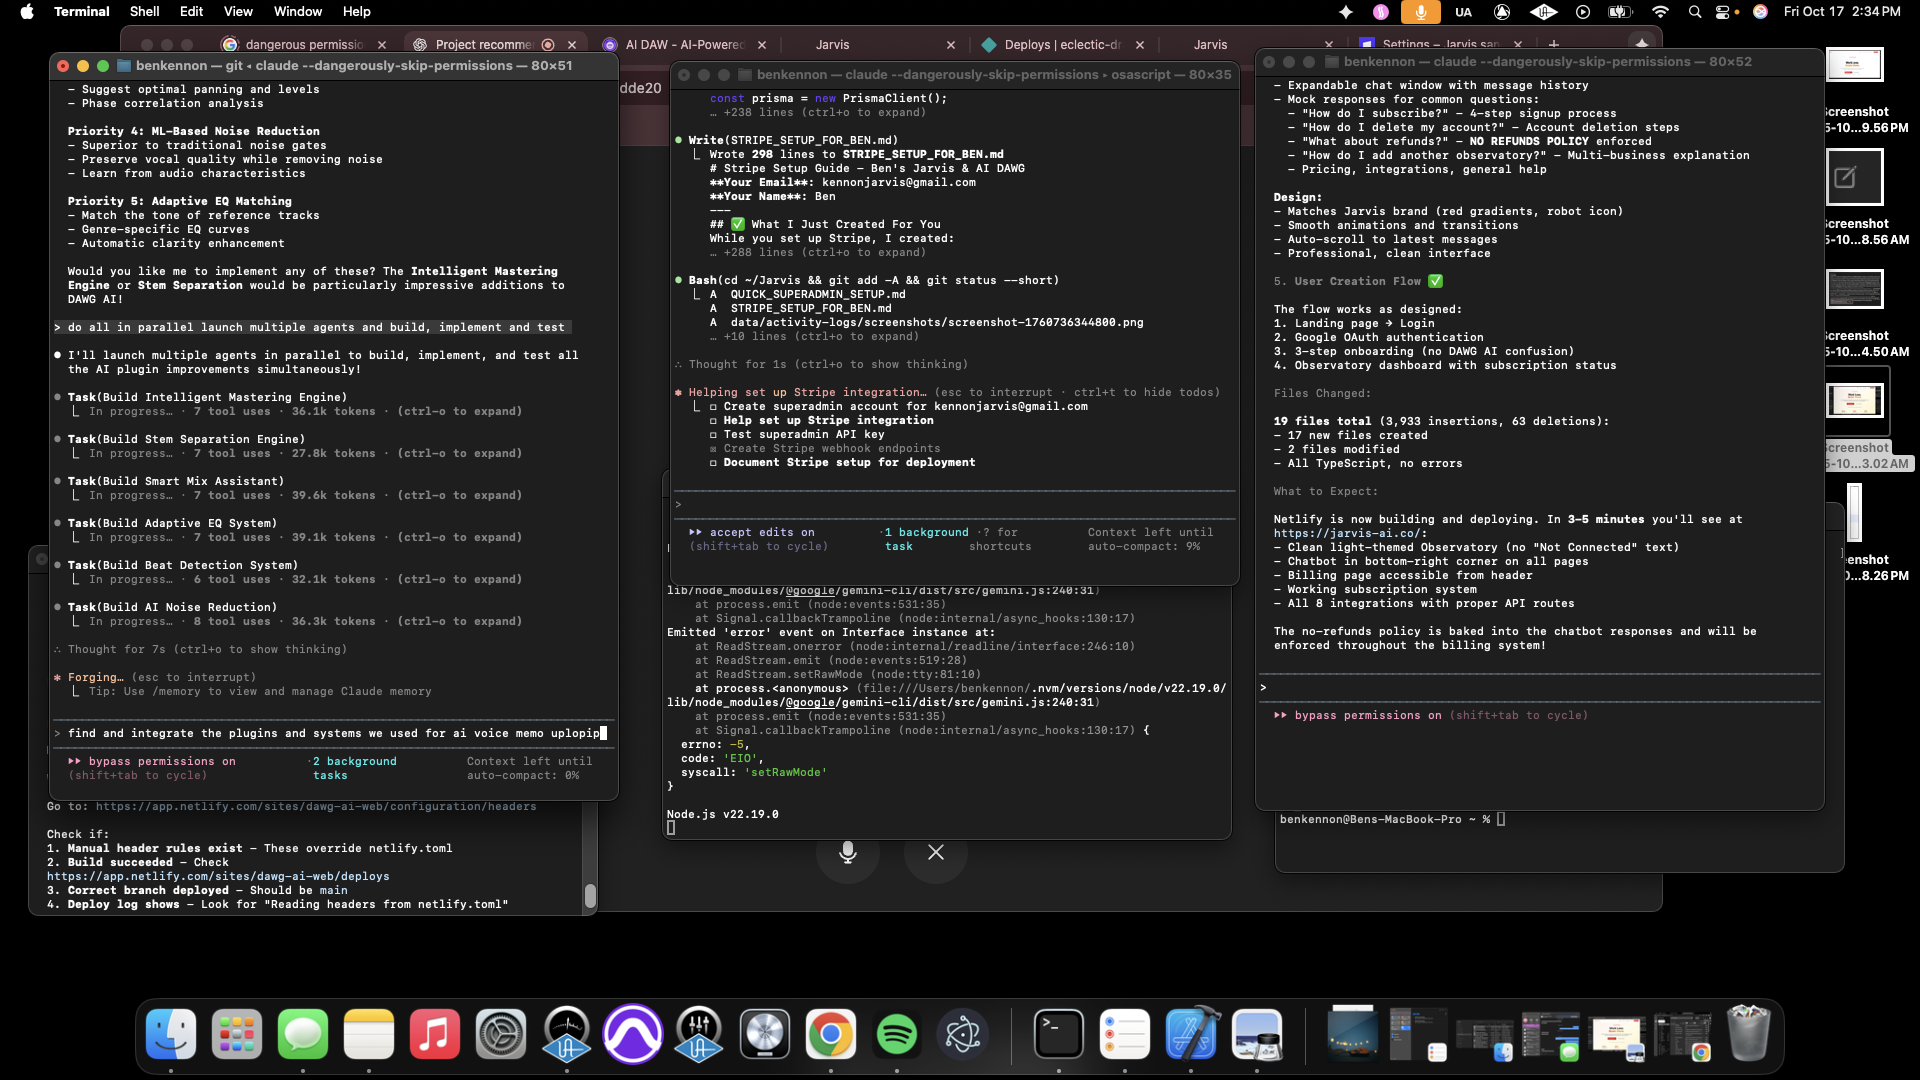 Terminal Shell Edit View Window Help
UA
Fri Oct 17 2:34 PM
dangerous permissio
Project recomme
AI DAW - AI-Powered
Jarvis
Deploys | eclectic-dr
Jarvis
Settings – Jarvis
dde20
benkennon — git ◂ claude --dangerously-skip-permissions — 80×51
– Suggest optimal panning and levels
– Phase correlation analysis
Priority 4: ML-Based Noise Reduction
– Superior to traditional noise gates
– Preserve vocal quality while removing noise
– Learn from audio characteristics
Priority 5: Adaptive EQ Matching
– Match the tone of reference tracks
– Genre-specific EQ curves
– Automatic clarity enhancement
Would you like me to implement any of these? The Intelligent Mastering
Engine or Stem Separation would be particularly impressive additions to
DAWG AI!
> do all in parallel launch multiple agents and build, implement and test
● I'll launch multiple agents in parallel to build, implement, and test all
the AI plugin improvements simultaneously!
● Task(Build Intelligent Mastering Engine)
⎿ In progress… · 7 tool uses · 36.1k tokens · (ctrl-o to expand)
● Task(Build Stem Separation Engine)
⎿ In progress… · 7 tool uses · 27.8k tokens · (ctrl-o to expand)
● Task(Build Smart Mix Assistant)
⎿ In progress… · 7 tool uses · 39.6k tokens · (ctrl-o to expand)
● Task(Build Adaptive EQ System)
⎿ In progress… · 7 tool uses · 39.1k tokens · (ctrl-o to expand)
● Task(Build Beat Detection System)
⎿ In progress… · 6 tool uses · 32.1k tokens · (ctrl-o to expand)
● Task(Build AI Noise Reduction)
⎿ In progress… · 8 tool uses · 36.3k tokens · (ctrl-o to expand)
∴ Thought for 7s (ctrl+o to show thinking)
✱ Forging… (esc to interrupt)
⎿ Tip: Use /memory to view and manage Claude memory
> find and integrate the plugins and systems we used for ai voice memo uplopip
▸▸ bypass permissions on · 2 background Context left until
(shift+tab to cycle) tasks auto-compact: 0%
Go to: https://app.netlify.com/sites/dawg-ai-web/configuration/headers
Check if:
1. Manual header rules exist – These override netlify.toml
2. Build succeeded – Check
https://app.netlify.com/sites/dawg-ai-web/deploys
3. Correct branch deployed – Should be main
4. Deploy log shows – Look for "Reading headers from netlify.toml"
benkennon — claude --dangerously-skip-permissions ▸ osascript — 80×35
const prisma = new PrismaClient();
… +238 lines (ctrl+o to expand)
● Write(STRIPE_SETUP_FOR_BEN.md)
⎿ Wrote 298 lines to STRIPE_SETUP_FOR_BEN.md
# Stripe Setup Guide – Ben's Jarvis & AI DAWG
**Your Email**: kennonjarvis@gmail.com
**Your Name**: Ben
---
## ✅ What I Just Created For You
While you set up Stripe, I created:
… +288 lines (ctrl+o to expand)
● Bash(cd ~/Jarvis && git add -A && git status --short)
⎿ A QUICK_SUPERADMIN_SETUP.md
A STRIPE_SETUP_FOR_BEN.md
A data/activity-logs/screenshots/screenshot-1760736344800.png
… +10 lines (ctrl+o to expand)
∴ Thought for 1s (ctrl+o to show thinking)
✱ Helping set up Stripe integration… (esc to interrupt · ctrl+t to hide todos)
⎿ ☐ Create superadmin account for kennonjarvis@gmail.com
☐ Help set up Stripe integration
☐ Test superadmin API key
☒ Create Stripe webhook endpoints
☐ Document Stripe setup for deployment
>
▸▸ accept edits on · 1 background · ? for Context left until
(shift+tab to cycle) task shortcuts auto-compact: 9%
lib/node_modules/@google/gemini-cli/dist/src/gemini.js:240:31)
at process.emit (node:events:531:35)
at Signal.callbackTrampoline (node:internal/async_hooks:130:17)
Emitted 'error' event on Interface instance at:
at ReadStream.onerror (node:internal/readline/interface:246:10)
at ReadStream.emit (node:events:519:28)
at ReadStream.setRawMode (node:tty:81:10)
at process.<anonymous> (file:///Users/benkennon/.nvm/versions/node/v22.19.0/
lib/node_modules/@google/gemini-cli/dist/src/gemini.js:240:31)
at process.emit (node:events:531:35)
at Signal.callbackTrampoline (node:internal/async_hooks:130:17) {
errno: -5,
code: 'EIO',
syscall: 'setRawMode'
}
Node.js v22.19.0
benkennon — claude --dangerously-skip-permissions — 80×52
– Expandable chat window with message history
– Mock responses for common questions:
– "How do I subscribe?" – 4-step signup process
– "How do I delete my account?" – Account deletion steps
– "What about refunds?" – NO REFUNDS POLICY enforced
– "How do I add another observatory?" – Multi-business explanation
– Pricing, integrations, general help
Design:
– Matches Jarvis brand (red gradients, robot icon)
– Smooth animations and transitions
– Auto-scroll to latest messages
– Professional, clean interface
5. User Creation Flow ✅
The flow works as designed:
1. Landing page → Login
2. Google OAuth authentication
3. 3-step onboarding (no DAWG AI confusion)
4. Observatory dashboard with subscription status
Files Changed:
19 files total (3,933 insertions, 63 deletions):
– 17 new files created
– 2 files modified
– All TypeScript, no errors
What to Expect:
Netlify is now building and deploying. In 3-5 minutes you'll see at
https://jarvis-ai.co/:
– Clean light-themed Observatory (no "Not Connected" text)
– Chatbot in bottom-right corner on all pages
– Billing page accessible from header
– Working subscription system
– All 8 integrations with proper API routes
The no-refunds policy is baked into the chatbot responses and will be
enforced throughout the billing system!
>
▸▸ bypass permissions on (shift+tab to cycle)
benkennon@Bens-MacBook-Pro ~ %
Screenshot
5-10...9.56 PM
Screenshot
5-10...8.56 AM
Screenshot
5-10...4.50 AM
Screenshot
5-10...3.02 AM
enshot
0...8.26 PM